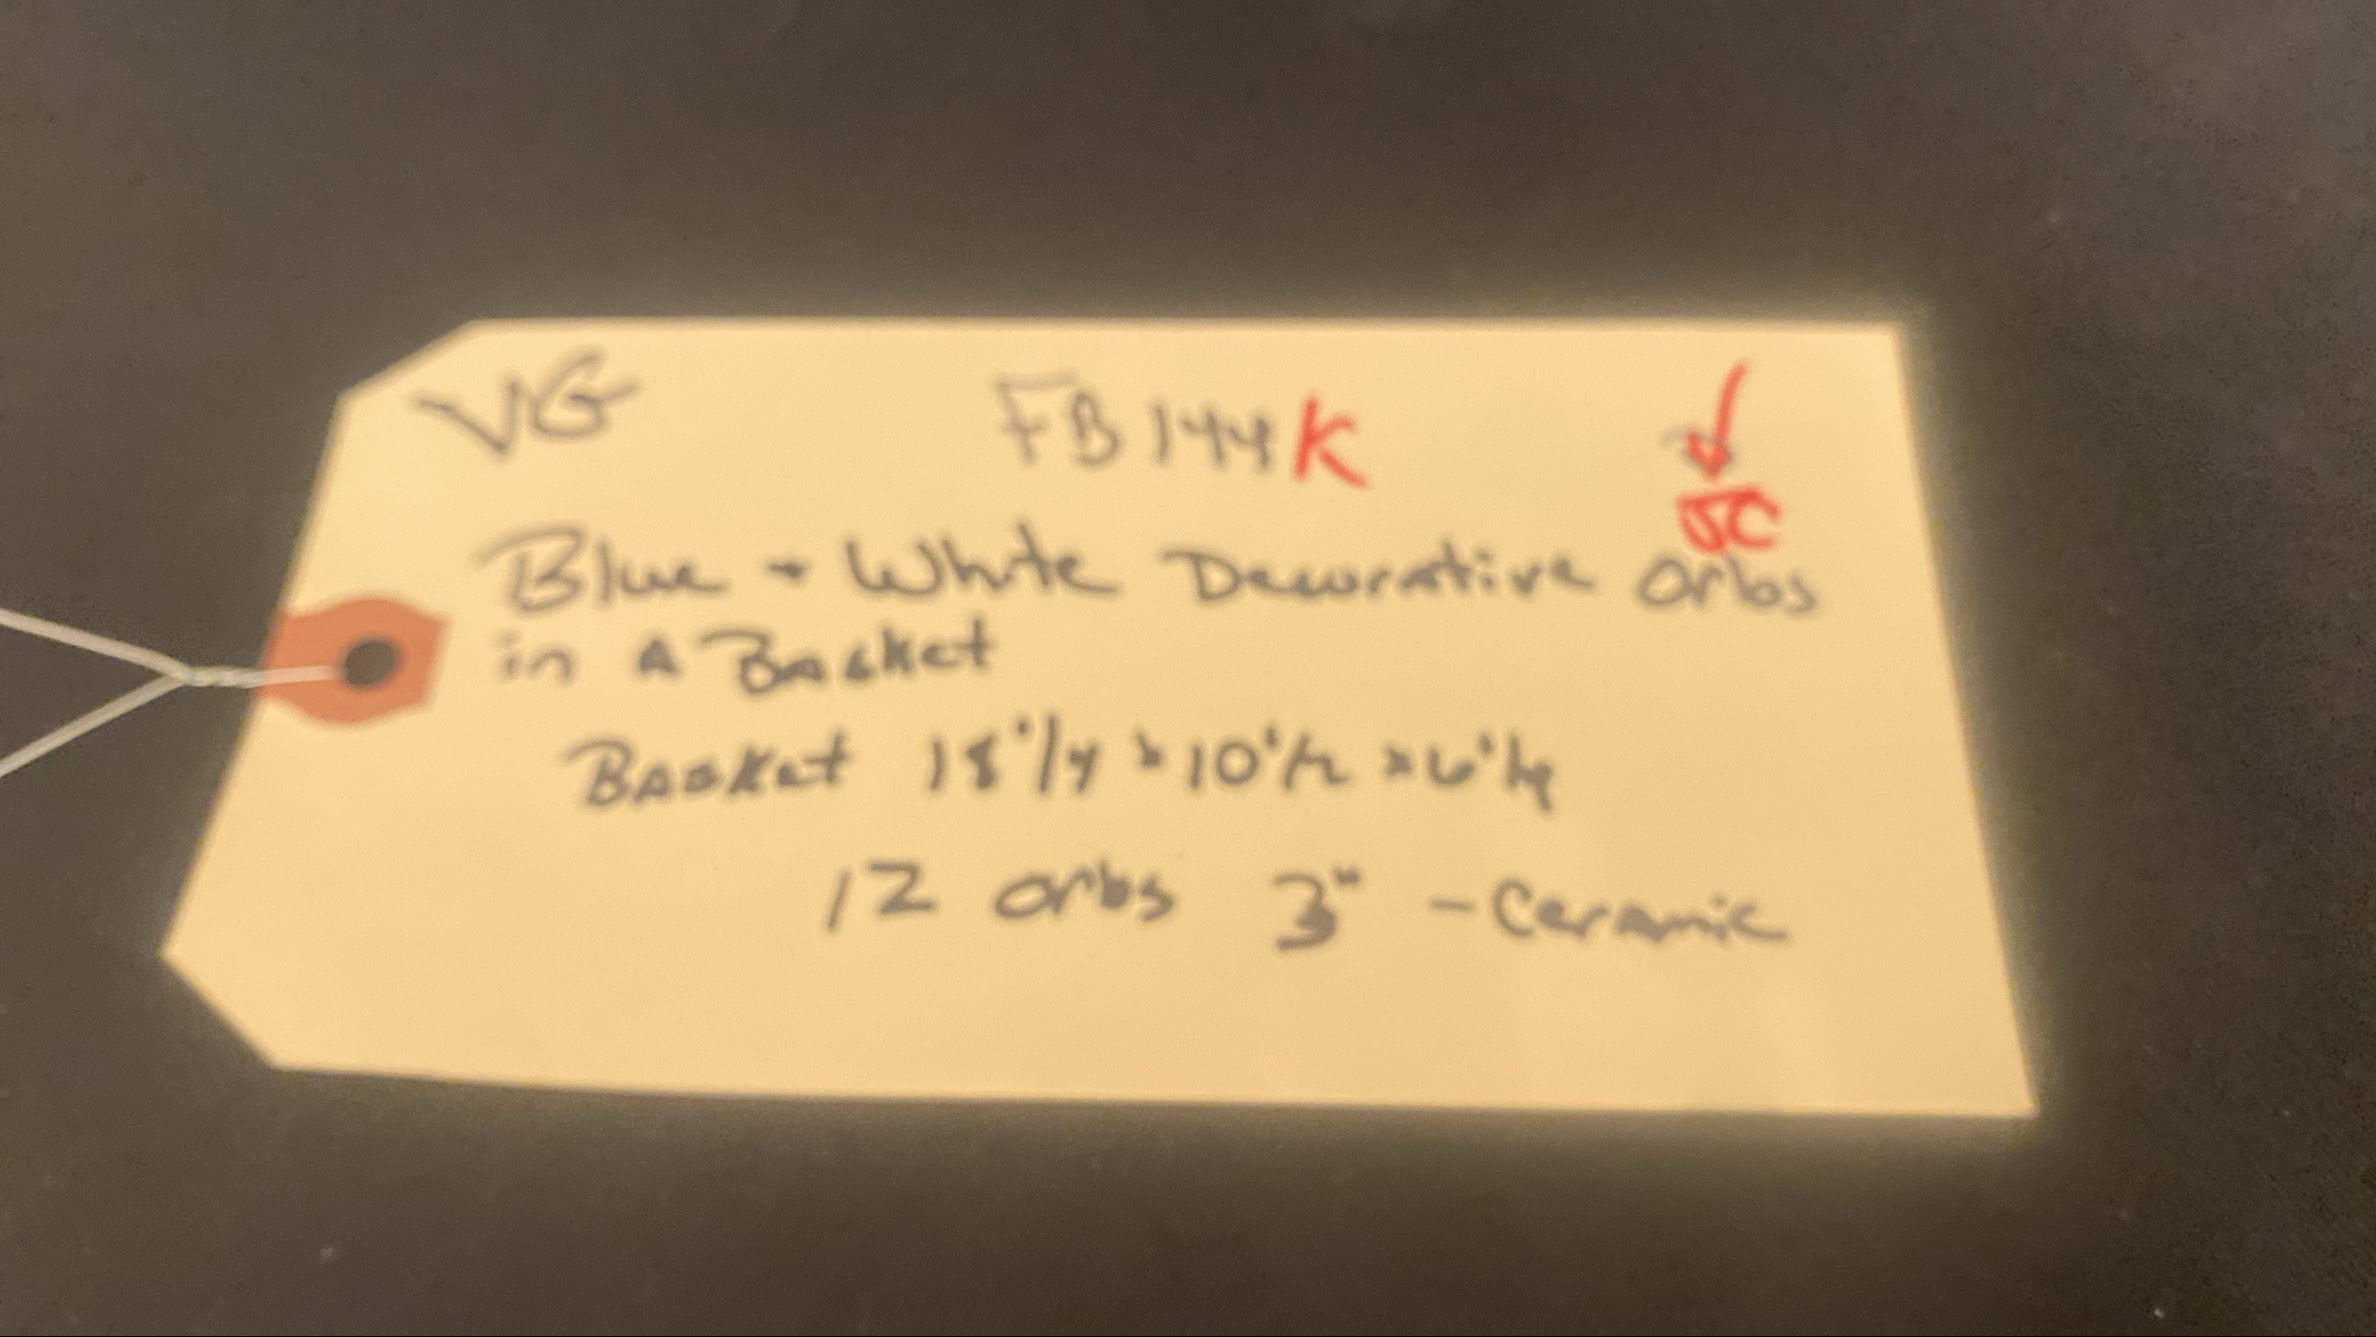 VG FB144K
JC
Blue + White Decorative Orbs
in A Basket
Basket 18 1/4 x 10 1/2 x 6 1/4
12 orbs 3" - Ceramic